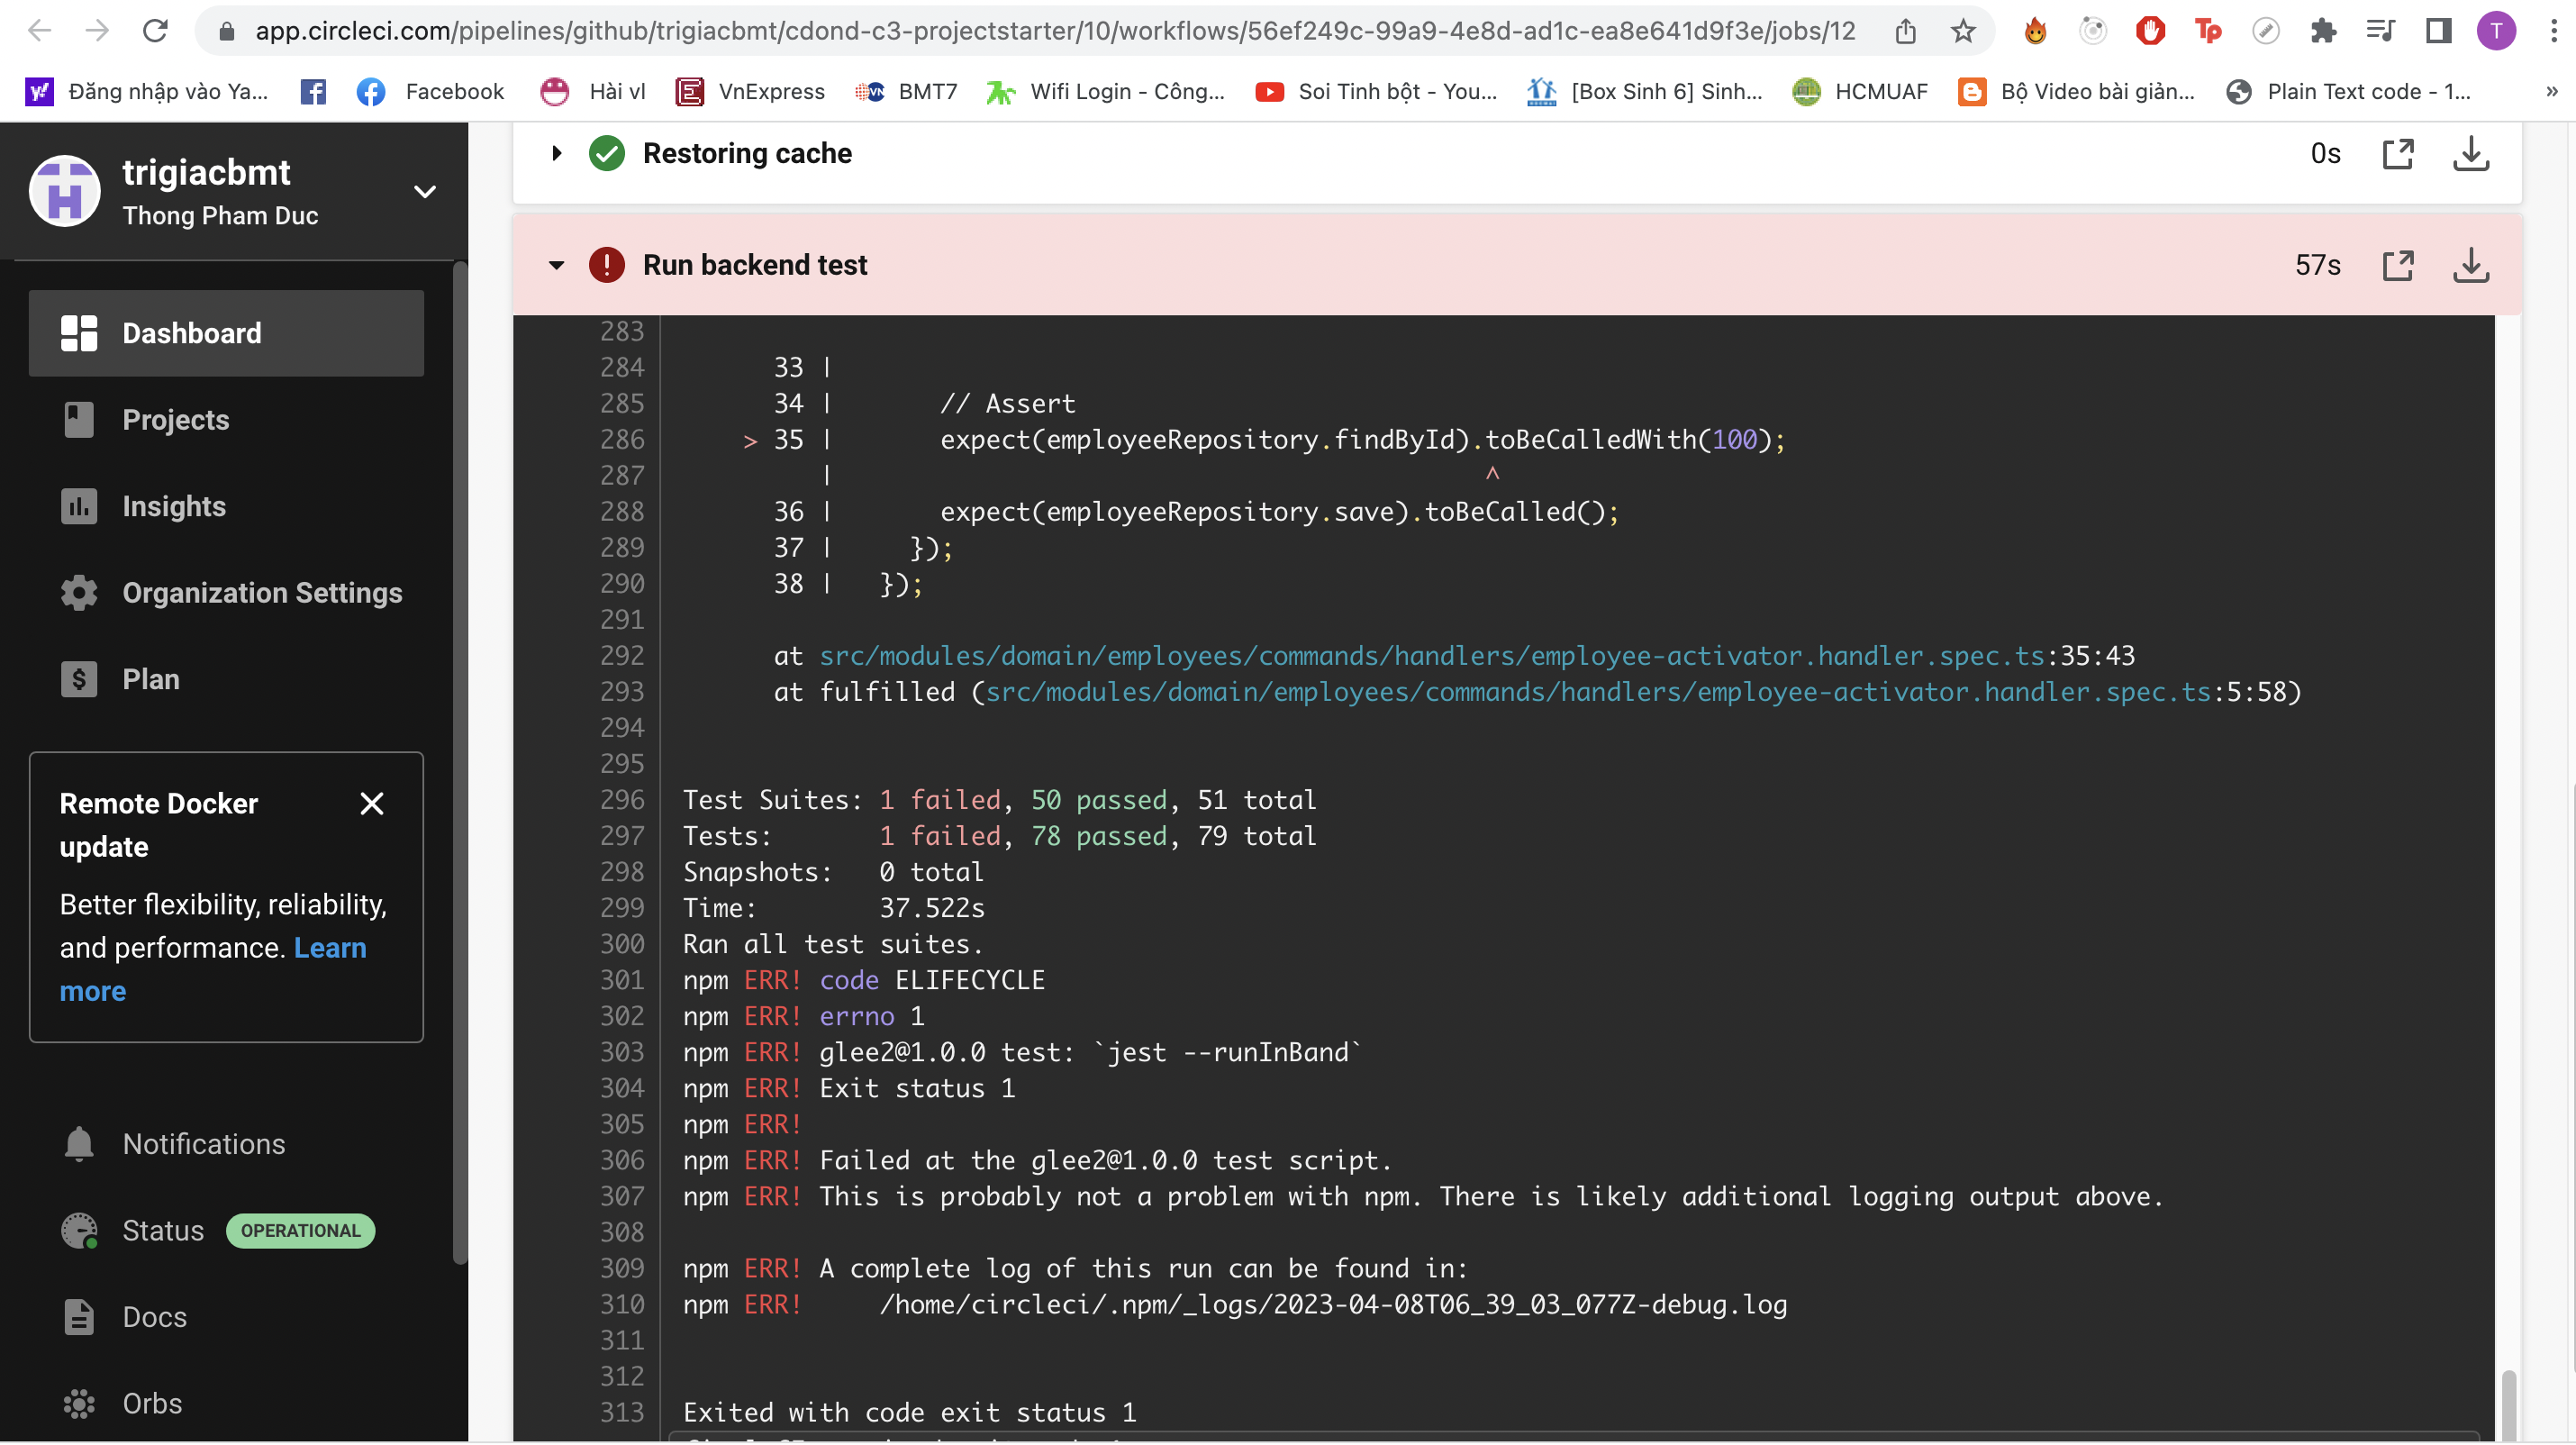 app.circleci.com/pipelines/github/trigiacbmt/cdond-c3-projectstarter/10/workflows/56ef249c-99a9-4e8d-ad1c-ea8e641d9f3e/jobs/12
Tp
T
y!
Đăng nhập vào Ya...
Facebook
Hài vl
E
VnExpress
VN
BMT7
Wifi Login - Công...
Soi Tinh bột - You...
[Box Sinh 6] Sinh...
HCMUAF
Bộ Video bài giản...
Plain Text code - 1...
»
trigiacbmt
Thong Pham Duc
Dashboard
Projects
Insights
Organization Settings
Plan
Remote Docker
update
Better flexibility, reliability,
and performance. Learn
more
Notifications
Status OPERATIONAL
Docs
Orbs
Restoring cache 0s
Run backend test 57s
283
284 33 |
285 34 | // Assert
286 > 35 | expect(employeeRepository.findById).toBeCalledWith(100);
287 | ^
288 36 | expect(employeeRepository.save).toBeCalled();
289 37 | });
290 38 | });
291
292 at src/modules/domain/employees/commands/handlers/employee-activator.handler.spec.ts:35:43
293 at fulfilled (src/modules/domain/employees/commands/handlers/employee-activator.handler.spec.ts:5:58)
294
295
296 Test Suites: 1 failed, 50 passed, 51 total
297 Tests: 1 failed, 78 passed, 79 total
298 Snapshots: 0 total
299 Time: 37.522s
300 Ran all test suites.
301 npm ERR! code ELIFECYCLE
302 npm ERR! errno 1
303 npm ERR! glee2@1.0.0 test: `jest --runInBand`
304 npm ERR! Exit status 1
305 npm ERR!
306 npm ERR! Failed at the glee2@1.0.0 test script.
307 npm ERR! This is probably not a problem with npm. There is likely additional logging output above.
308
309 npm ERR! A complete log of this run can be found in:
310 npm ERR! /home/circleci/.npm/_logs/2023-04-08T06_39_03_077Z-debug.log
311
312
313 Exited with code exit status 1